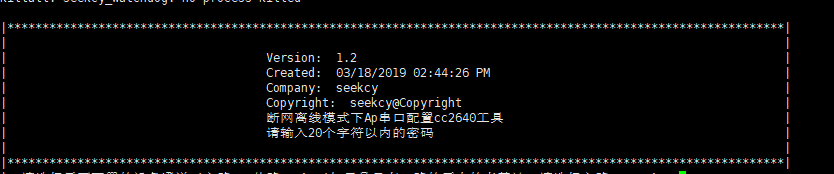 killall: seekcy_watchdog: no process killed
|**************************************************************************************************************|
Version:  1.2
Created:  03/18/2019 02:44:26 PM
Company:  seekcy
Copyright:  seekcy@Copyright
断网离线模式下Ap串口配置cc2640工具
请输入20个字符以内的密码
|**************************************************************************************************************|